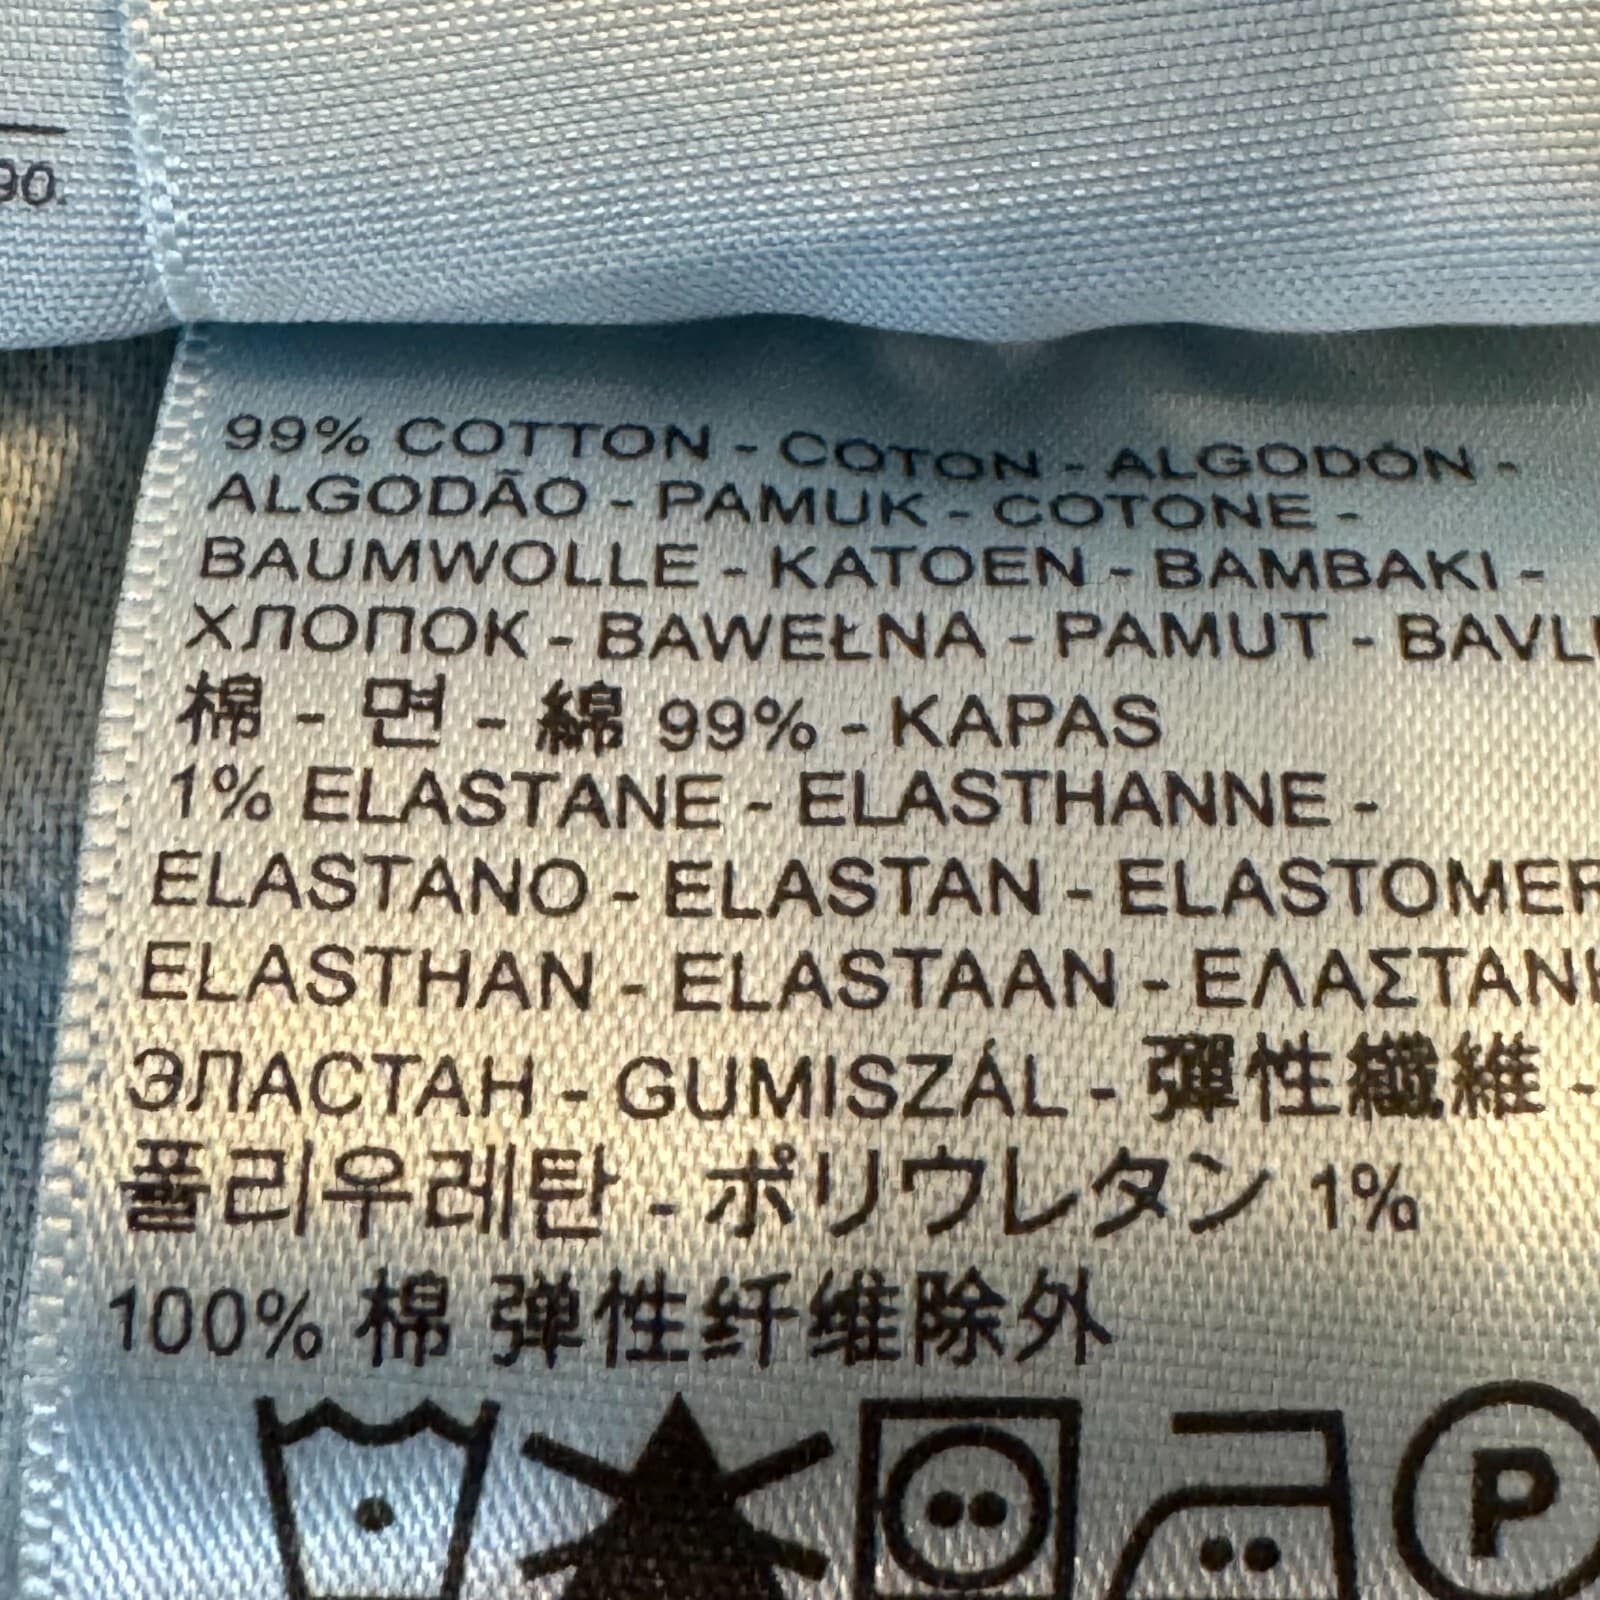 90.
99% COTTON - COTON - ALGODÓN -
ALGODÃO - PAMUK - COTONE -
BAUMWOLLE - KATOEN - BAMBAKI -
ХЛОПОК - BAWEŁNA - PAMUT -
棉 - 면 - 綿 99% - KAPAS
1% ELASTANE - ELASTHANNE -
ELASTANO - ELASTAN - ELASTOMER
ELASTHAN - ELASTAAN -
ЭЛАСТАН - GUMISZÁL - 彈性纖維 -
폴리우레탄 - ポリウレタン 1%
100% 棉 弹性纤维除外
P